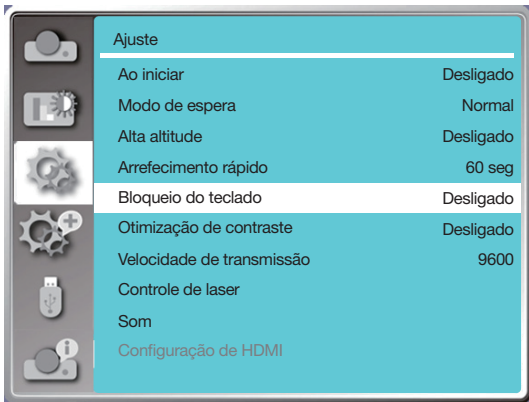 Ajuste
Ao iniciar Desligado
Modo de espera Normal
Alta altitude Desligado
Arrefecimento rápido 60 seg
Bloqueio do teclado Desligado
Otimização de contraste Desligado
Velocidade de transmissão 9600
Controle de laser
Som
Configuração de HDMI